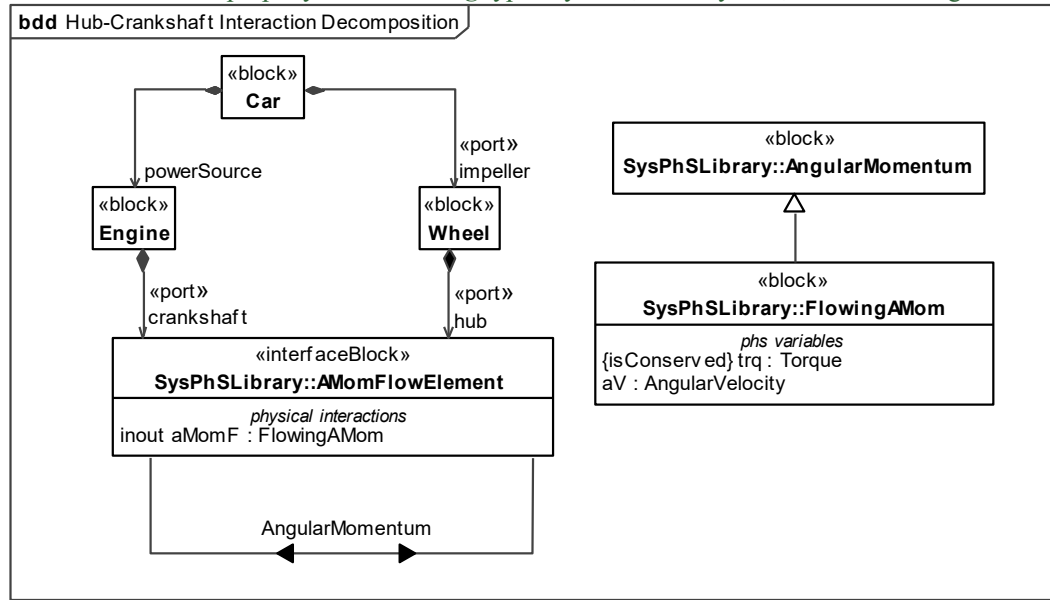 bdd Hub-Crankshaft Interaction Decomposition
«block»
Car
powerSource
«port»
impeller
«block»
Engine
«block»
Wheel
«port»
crankshaft
«port»
hub
«interfaceBlock»
SysPhSLibrary::AMomFlowElement
physical interactions
inout aMomF : FlowingAMom
AngularMomentum
«block»
SysPhSLibrary::AngularMomentum
«block»
SysPhSLibrary::FlowingAMom
phs variables
{isConserved} trq : Torque
aV : AngularVelocity